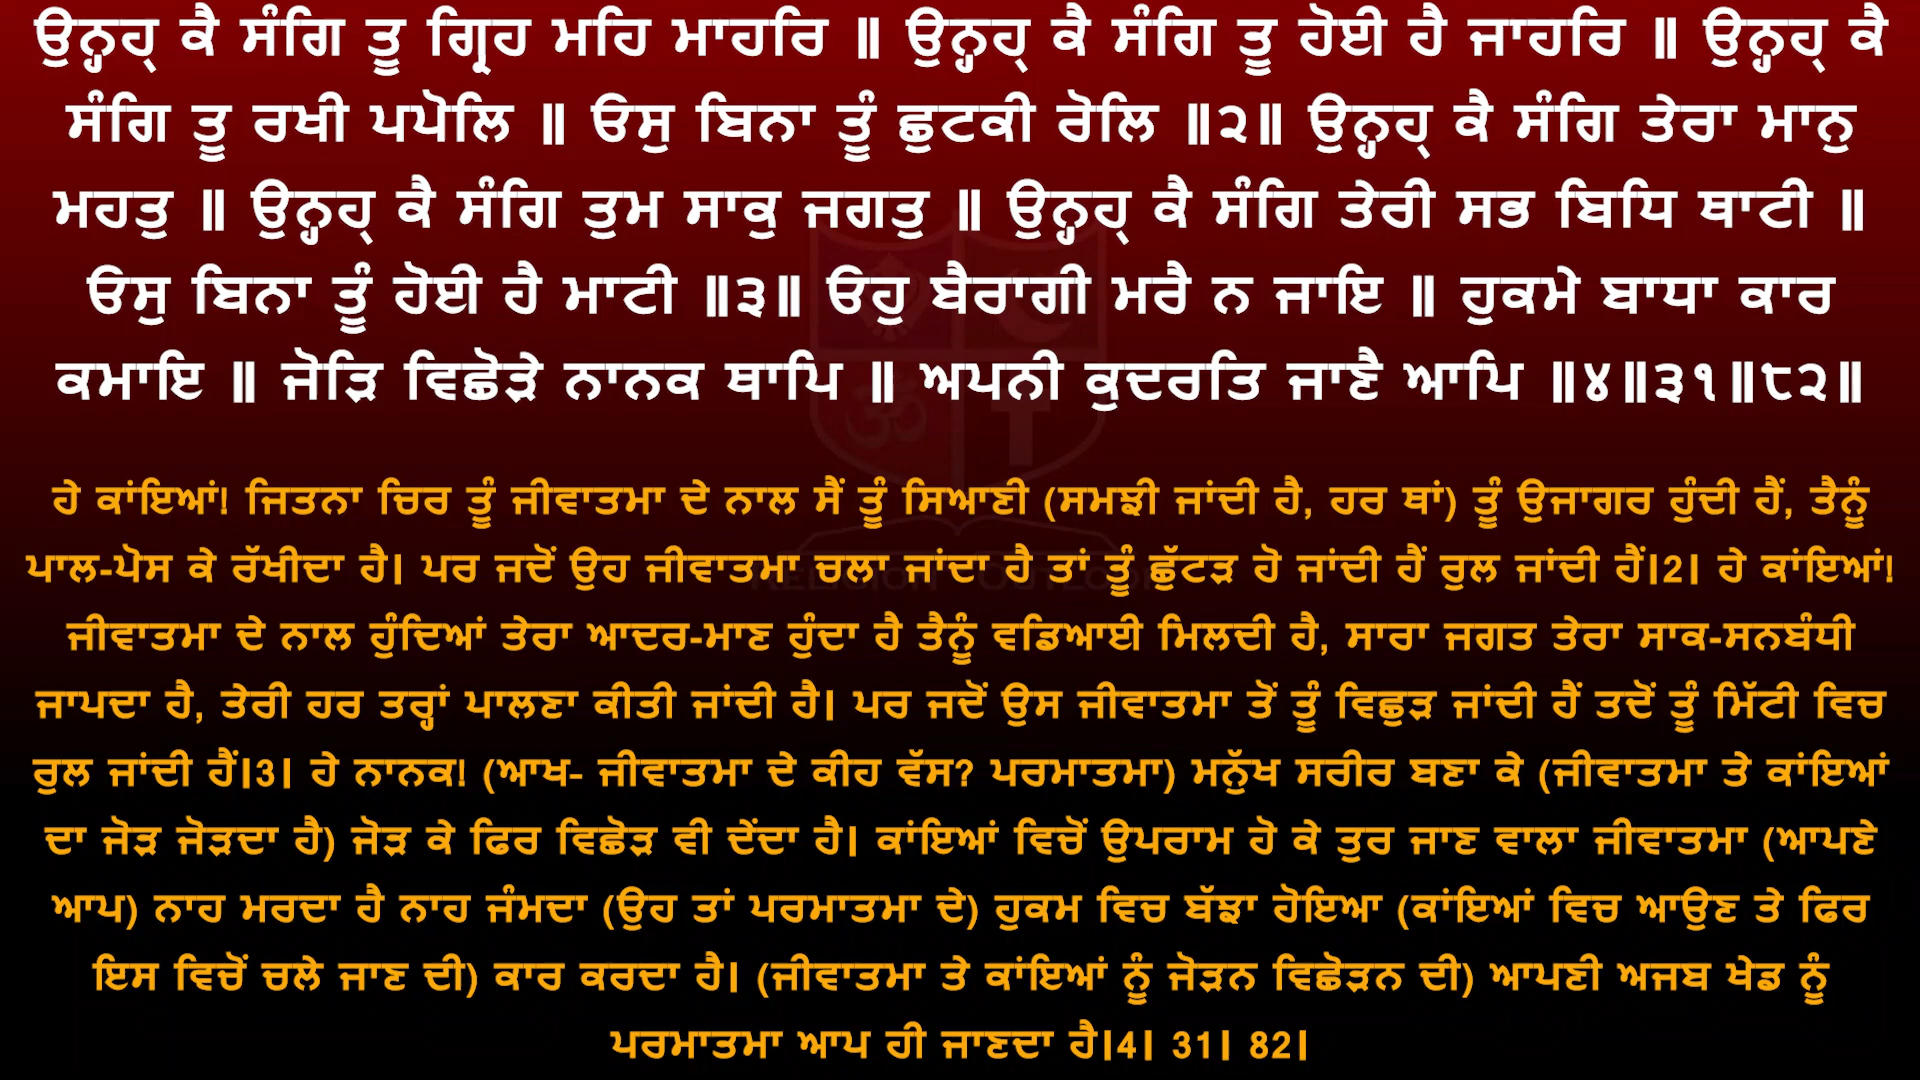 ਉਨ੍ਹ੍ਹ ਕੈ ਸੰਗਿ ਤੂ ਗ੍ਰਿਹ ਮਹਿ ਮਾਹਰਿ ॥ ਉਨ੍ਹ੍ਹ ਕੈ ਸੰਗਿ ਤੂ ਹੋਈ ਹੈ ਜਾਹਰਿ ॥ ਉਨ੍ਹ੍ਹ ਕੈ
ਸੰਗਿ ਤੂ ਰਖੀ ਪਪੋਲਿ ॥ ਓਸੁ ਬਿਨਾ ਤੂੰ ਛੁਟਕੀ ਰੋਲਿ ॥੨॥ ਉਨ੍ਹ੍ਹ ਕੈ ਸੰਗਿ ਤੇਰਾ ਮਾਨੁ
ਮਹਤੁ ॥ ਉਨ੍ਹ੍ਹ ਕੈ ਸੰਗਿ ਤੁਮ ਸਾਕੁ ਜਗਤੁ ॥ ਉਨ੍ਹ੍ਹ ਕੈ ਸੰਗਿ ਤੇਰੀ ਸਭ ਬਿਧਿ ਥਾਟੀ ॥
ਓਸੁ ਬਿਨਾ ਤੂੰ ਹੋਈ ਹੈ ਮਾਟੀ ॥੩॥ ਓਹੁ ਬੈਰਾਗੀ ਮਰੈ ਨ ਜਾਇ ॥ ਹੁਕਮੇ ਬਾਧਾ ਕਾਰ
ਕਮਾਇ ॥ ਜੋੜਿ ਵਿਛੋੜੇ ਨਾਨਕ ਥਾਪਿ ॥ ਅਪਨੀ ਕੁਦਰਤਿ ਜਾਣੈ ਆਪਿ ॥੪॥੩੧॥੮੨॥
ਹੇ ਕਾਂਇਆਂ! ਜਿਤਨਾ ਚਿਰ ਤੂੰ ਜੀਵਾਤਮਾ ਦੇ ਨਾਲ ਸੈਂ ਤੂੰ ਸਿਆਣੀ (ਸਮਝੀ ਜਾਂਦੀ ਹੈ, ਹਰ ਥਾਂ) ਤੂੰ ਉਜਾਗਰ ਹੁੰਦੀ ਹੈਂ, ਤੈਨੂੰ
ਪਾਲ-ਪੋਸ ਕੇ ਰੱਖੀਦਾ ਹੈ। ਪਰ ਜਦੋਂ ਉਹ ਜੀਵਾਤਮਾ ਚਲਾ ਜਾਂਦਾ ਹੈ ਤਾਂ ਤੂੰ ਛੁੱਟੜ ਹੋ ਜਾਂਦੀ ਹੈਂ ਰੁਲ ਜਾਂਦੀ ਹੈਂ।2। ਹੇ ਕਾਂਇਆਂ!
ਜੀਵਾਤਮਾ ਦੇ ਨਾਲ ਹੁੰਦਿਆਂ ਤੇਰਾ ਆਦਰ-ਮਾਣ ਹੁੰਦਾ ਹੈ ਤੈਨੂੰ ਵਡਿਆਈ ਮਿਲਦੀ ਹੈ, ਸਾਰਾ ਜਗਤ ਤੇਰਾ ਸਾਕ-ਸਨਬੰਧੀ
ਜਾਪਦਾ ਹੈ, ਤੇਰੀ ਹਰ ਤਰ੍ਹਾਂ ਪਾਲਣਾ ਕੀਤੀ ਜਾਂਦੀ ਹੈ। ਪਰ ਜਦੋਂ ਉਸ ਜੀਵਾਤਮਾ ਤੋਂ ਤੂੰ ਵਿਛੁੜ ਜਾਂਦੀ ਹੈਂ ਤਦੋਂ ਤੂੰ ਮਿੱਟੀ ਵਿਚ
ਰੁਲ ਜਾਂਦੀ ਹੈਂ।3। ਹੇ ਨਾਨਕ! (ਆਖ- ਜੀਵਾਤਮਾ ਦੇ ਕੀਹ ਵੱਸ? ਪਰਮਾਤਮਾ) ਮਨੁੱਖ ਸਰੀਰ ਬਣਾ ਕੇ (ਜੀਵਾਤਮਾ ਤੇ ਕਾਂਇਆਂ
ਦਾ ਜੋੜ ਜੋੜਦਾ ਹੈ) ਜੋੜ ਕੇ ਫਿਰ ਵਿਛੋੜ ਵੀ ਦੇਂਦਾ ਹੈ। ਕਾਂਇਆਂ ਵਿਚੋਂ ਉਪਰਾਮ ਹੋ ਕੇ ਤੁਰ ਜਾਣ ਵਾਲਾ ਜੀਵਾਤਮਾ (ਆਪਣੇ
ਆਪ) ਨਾਹ ਮਰਦਾ ਹੈ ਨਾਹ ਜੰਮਦਾ (ਉਹ ਤਾਂ ਪਰਮਾਤਮਾ ਦੇ) ਹੁਕਮ ਵਿਚ ਬੱਝਾ ਹੋਇਆ (ਕਾਂਇਆਂ ਵਿਚ ਆਉਣ ਤੇ ਫਿਰ
ਇਸ ਵਿਚੋਂ ਚਲੇ ਜਾਣ ਦੀ) ਕਾਰ ਕਰਦਾ ਹੈ। (ਜੀਵਾਤਮਾ ਤੇ ਕਾਂਇਆਂ ਨੂੰ ਜੋੜਨ ਵਿਛੋੜਨ ਦੀ) ਆਪਣੀ ਅਜਬ ਖੇਡ ਨੂੰ
ਪਰਮਾਤਮਾ ਆਪ ਹੀ ਜਾਣਦਾ ਹੈ।4। 31। 82।